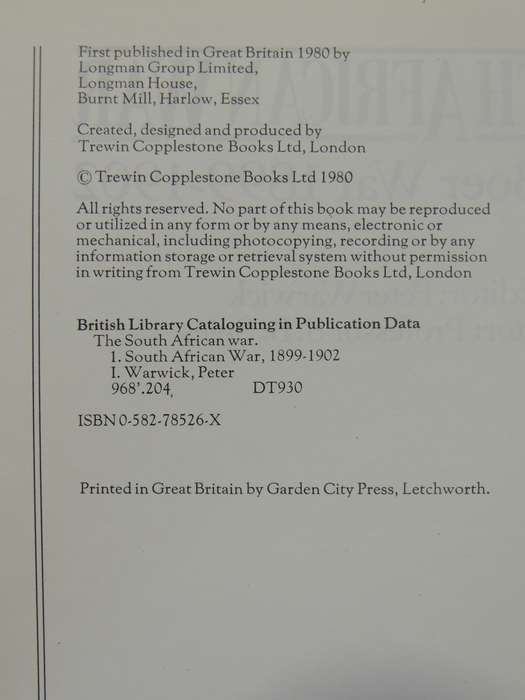 First published in Great Britain 1980 by
Longman Group Limited,
Longman House,
Burnt Mill, Harlow, Essex
Created, designed and produced by
Trewin Copplestone Books Ltd, London
© Trewin Copplestone Books Ltd 1980
All rights reserved. No part of this book may be reproduced
or utilized in any form or by any means, electronic or
mechanical, including photocopying, recording or by any
information storage or retrieval system without permission
in writing from Trewin Copplestone Books Ltd, London
British Library Cataloguing in Publication Data
The South African war.
1. South African War, 1899-1902
I. Warwick, Peter
968'.204 DT930
ISBN 0-582-78526-X
Printed in Great Britain by Garden City Press, Letchworth.